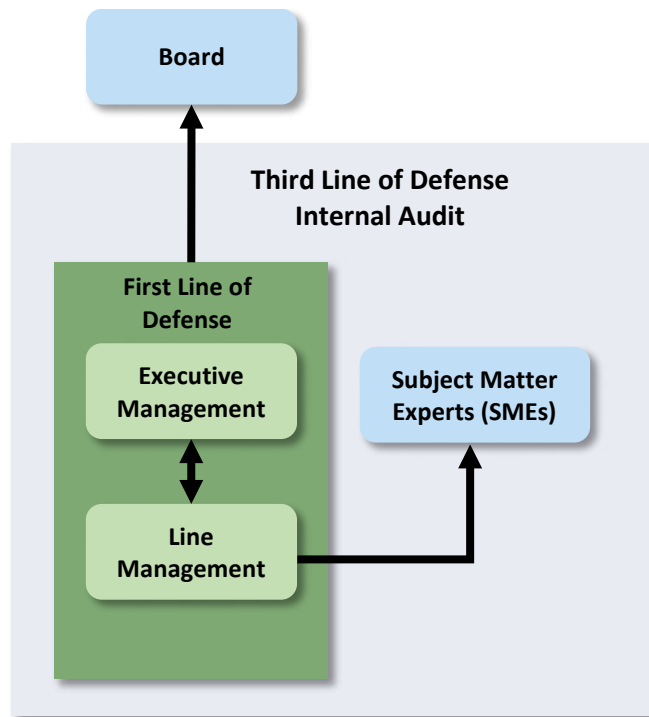 Board
Third Line of Defense
Internal Audit
First Line of
Defense
Executive
Management
Subject Matter
Experts (SMEs)
Line
Management